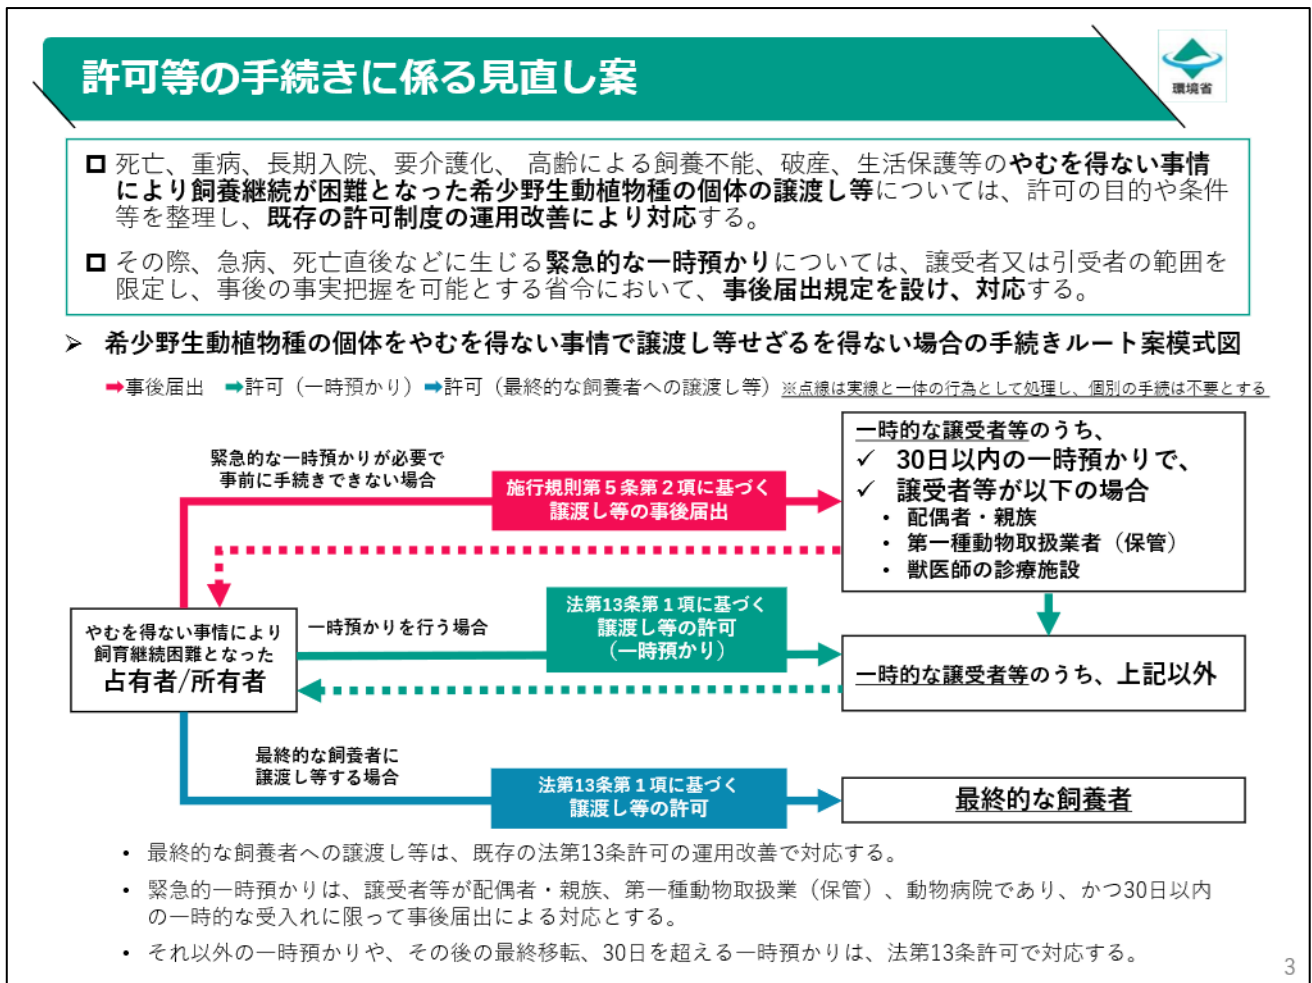 許可等の手続きに係る見直し案
環境省
死亡、重病、長期入院、要介護化、 高齢による飼養不能、破産、生活保護等のやむを得ない事情
により飼養継続が困難となった希少野生動植物種の個体の譲渡し等については、許可の目的や条件
等を整理し、既存の許可制度の運用改善により対応する。
その際、急病、死亡直後などに生じる緊急的な一時預かりについては、譲受者又は引受者の範囲を
限定し、事後の事実把握を可能とする省令において、事後届出規定を設け、対応する。
➢ 希少野生動植物種の個体をやむを得ない事情で譲渡し等せざるを得ない場合の手続きルート案模式図
➡事後届出 ➡許可（一時預かり）➡許可（最終的な飼養者への譲渡し等）※点線は実線と一体の行為として処理し、個別の手続は不要とする
緊急的な一時預かりが必要で
事前に手続きできない場合
施行規則第５条第２項に基づく
譲渡し等の事後届出
一時的な譲受者等のうち、
✓ 30日以内の一時預かりで、
✓ 譲受者等が以下の場合
• 配偶者・親族
• 第一種動物取扱業者（保管）
• 獣医師の診療施設
やむを得ない事情により
飼育継続困難となった
占有者/所有者
一時預かりを行う場合
法第13条第１項に基づく
譲渡し等の許可
（一時預かり）
一時的な譲受者等のうち、上記以外
最終的な飼養者に
譲渡し等する場合
法第13条第１項に基づく
譲渡し等の許可
最終的な飼養者
• 最終的な飼養者への譲渡し等は、既存の法第13条許可の運用改善で対応する。
• 緊急的一時預かりは、譲受者等が配偶者・親族、第一種動物取扱業（保管）、動物病院であり、かつ30日以内
の一時的な受入れに限って事後届出による対応とする。
• それ以外の一時預かりや、その後の最終移転、30日を超える一時預かりは、法第13条許可で対応する。
3